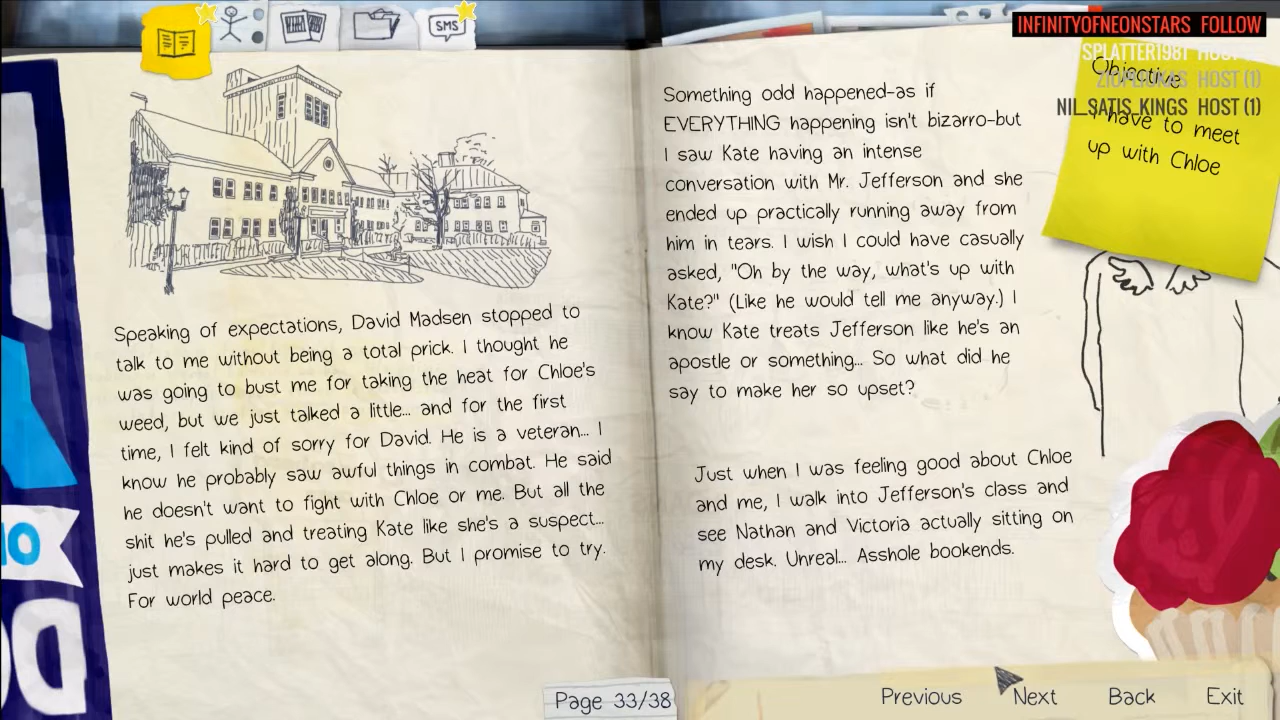 SMS
INFINITYOFNEONSTARS FOLLOW
SPLATTER1981 HOST
HOST (1)
NIL_SATIS_KINGS HOST (1)
Objective
I have to meet
up with Chloe
Speaking of expectations, David Madsen stopped to
talk to me without being a total prick. I thought he
was going to bust me for taking the heat for Chloe's
weed, but we just talked a little... and for the first
time, I felt kind of sorry for David. He is a veteran... I
know he probably saw awful things in combat. He said
he doesn't want to fight with Chloe or me. But all the
shit he's pulled and treating Kate like she's a suspect...
just makes it hard to get along. But I promise to try.
For world peace.
Something odd happened-as if
EVERYTHING happening isn't bizarro-but
I saw Kate having an intense
conversation with Mr. Jefferson and she
ended up practically running away from
him in tears. I wish I could have casually
asked, "Oh by the way, what's up with
Kate?" (Like he would tell me anyway.) I
know Kate treats Jefferson like he's an
apostle or something... So what did he
say to make her so upset?
Just when I was feeling good about Chloe
and me, I walk into Jefferson's class and
see Nathan and Victoria actually sitting on
my desk. Unreal... Asshole bookends.
Page 33/38
Previous Next Back Exit